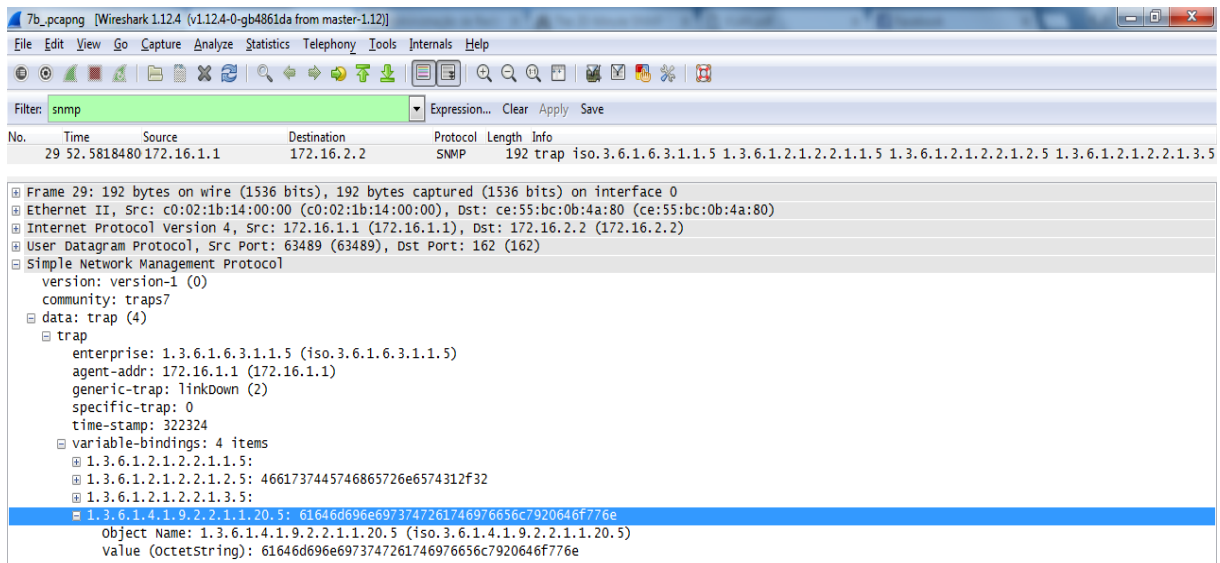 7b_.pcapng [Wireshark 1.12.4 (v1.12.4-0-gb4861da from master-1.12)]
File Edit View Go Capture Analyze Statistics Telephony Tools Internals Help
Filter: snmp Expression... Clear Apply Save
No. Time Source Destination Protocol Length Info
29 52.5818480 172.16.1.1 172.16.2.2 SNMP 192 trap iso.3.6.1.6.3.1.1.5 1.3.6.1.2.1.2.2.1.1.5 1.3.6.1.2.1.2.2.1.2.5 1.3.6.1.2.1.2.2.1.3.5
Frame 29: 192 bytes on wire (1536 bits), 192 bytes captured (1536 bits) on interface 0
Ethernet II, Src: c0:02:1b:14:00:00 (c0:02:1b:14:00:00), Dst: ce:55:bc:0b:4a:80 (ce:55:bc:0b:4a:80)
Internet Protocol Version 4, Src: 172.16.1.1 (172.16.1.1), Dst: 172.16.2.2 (172.16.2.2)
User Datagram Protocol, Src Port: 63489 (63489), Dst Port: 162 (162)
Simple Network Management Protocol
version: version-1 (0)
community: traps7
data: trap (4)
trap
enterprise: 1.3.6.1.6.3.1.1.5 (iso.3.6.1.6.3.1.1.5)
agent-addr: 172.16.1.1 (172.16.1.1)
generic-trap: linkDown (2)
specific-trap: 0
time-stamp: 322324
variable-bindings: 4 items
1.3.6.1.2.1.2.2.1.1.5:
1.3.6.1.2.1.2.2.1.2.5: 4661737445746865726e6574312f32
1.3.6.1.2.1.2.2.1.3.5:
1.3.6.1.4.1.9.2.2.1.1.20.5: 61646d696e6973747261746976656c7920646f776e
Object Name: 1.3.6.1.4.1.9.2.2.1.1.20.5 (iso.3.6.1.4.1.9.2.2.1.1.20.5)
Value (OctetString): 61646d696e6973747261746976656c7920646f776e